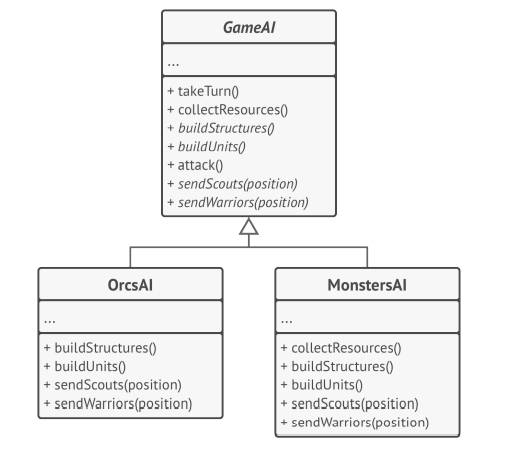 GameAI
...
+ takeTurn()
+ collectResources()
+ buildStructures()
+ buildUnits()
+ attack()
+ sendScouts(position)
+ sendWarriors(position)
OrcsAI
...
+ buildStructures()
+ buildUnits()
+ sendScouts(position)
+ sendWarriors(position)
MonstersAI
...
+ collectResources()
+ buildStructures()
+ buildUnits()
+ sendScouts(position)
+ sendWarriors(position)